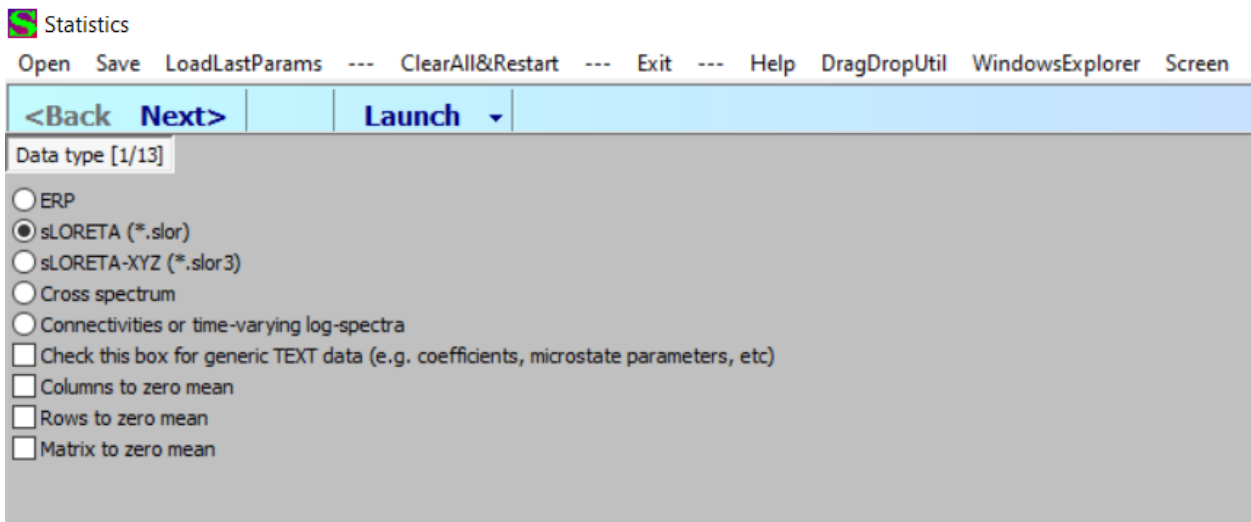 Statistics
Open Save LoadLastParams --- ClearAll&Restart --- Exit --- Help DragDropUtil WindowsExplorer Screen
<Back Next> Launch
Data type [1/13]
ERP
sLORETA (*.slor)
sLORETA-XYZ (*.slor3)
Cross spectrum
Connectivities or time-varying log-spectra
Check this box for generic TEXT data (e.g. coefficients, microstate parameters, etc)
Columns to zero mean
Rows to zero mean
Matrix to zero mean